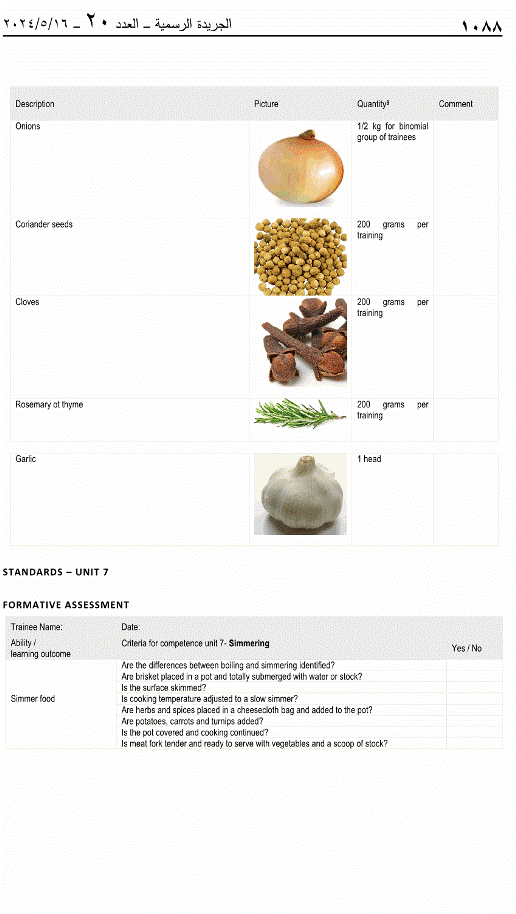 الجريدة الرسمية – العدد ٢٠ – ٢٠٢٤/٥/١٦ ١٠٨٨
Description Picture Quantity⁸ Comment
Onions 1/2 kg for binomial
group of trainees
Coriander seeds 200 grams per
training
Cloves 200 grams per
training
Rosemary ot thyme 200 grams per
training
Garlic 1 head
STANDARDS – UNIT 7
FORMATIVE ASSESSMENT
Trainee Name: Date:
Ability /
learning outcome Criteria for competence unit 7- Simmering Yes / No
Are the differences between boiling and simmering identified?
Are brisket placed in a pot and totally submerged with water or stock?
Is the surface skimmed?
Simmer food Is cooking temperature adjusted to a slow simmer?
Are herbs and spices placed in a cheesecloth bag and added to the pot?
Are potatoes, carrots and turnips added?
Is the pot covered and cooking continued?
Is meat fork tender and ready to serve with vegetables and a scoop of stock?